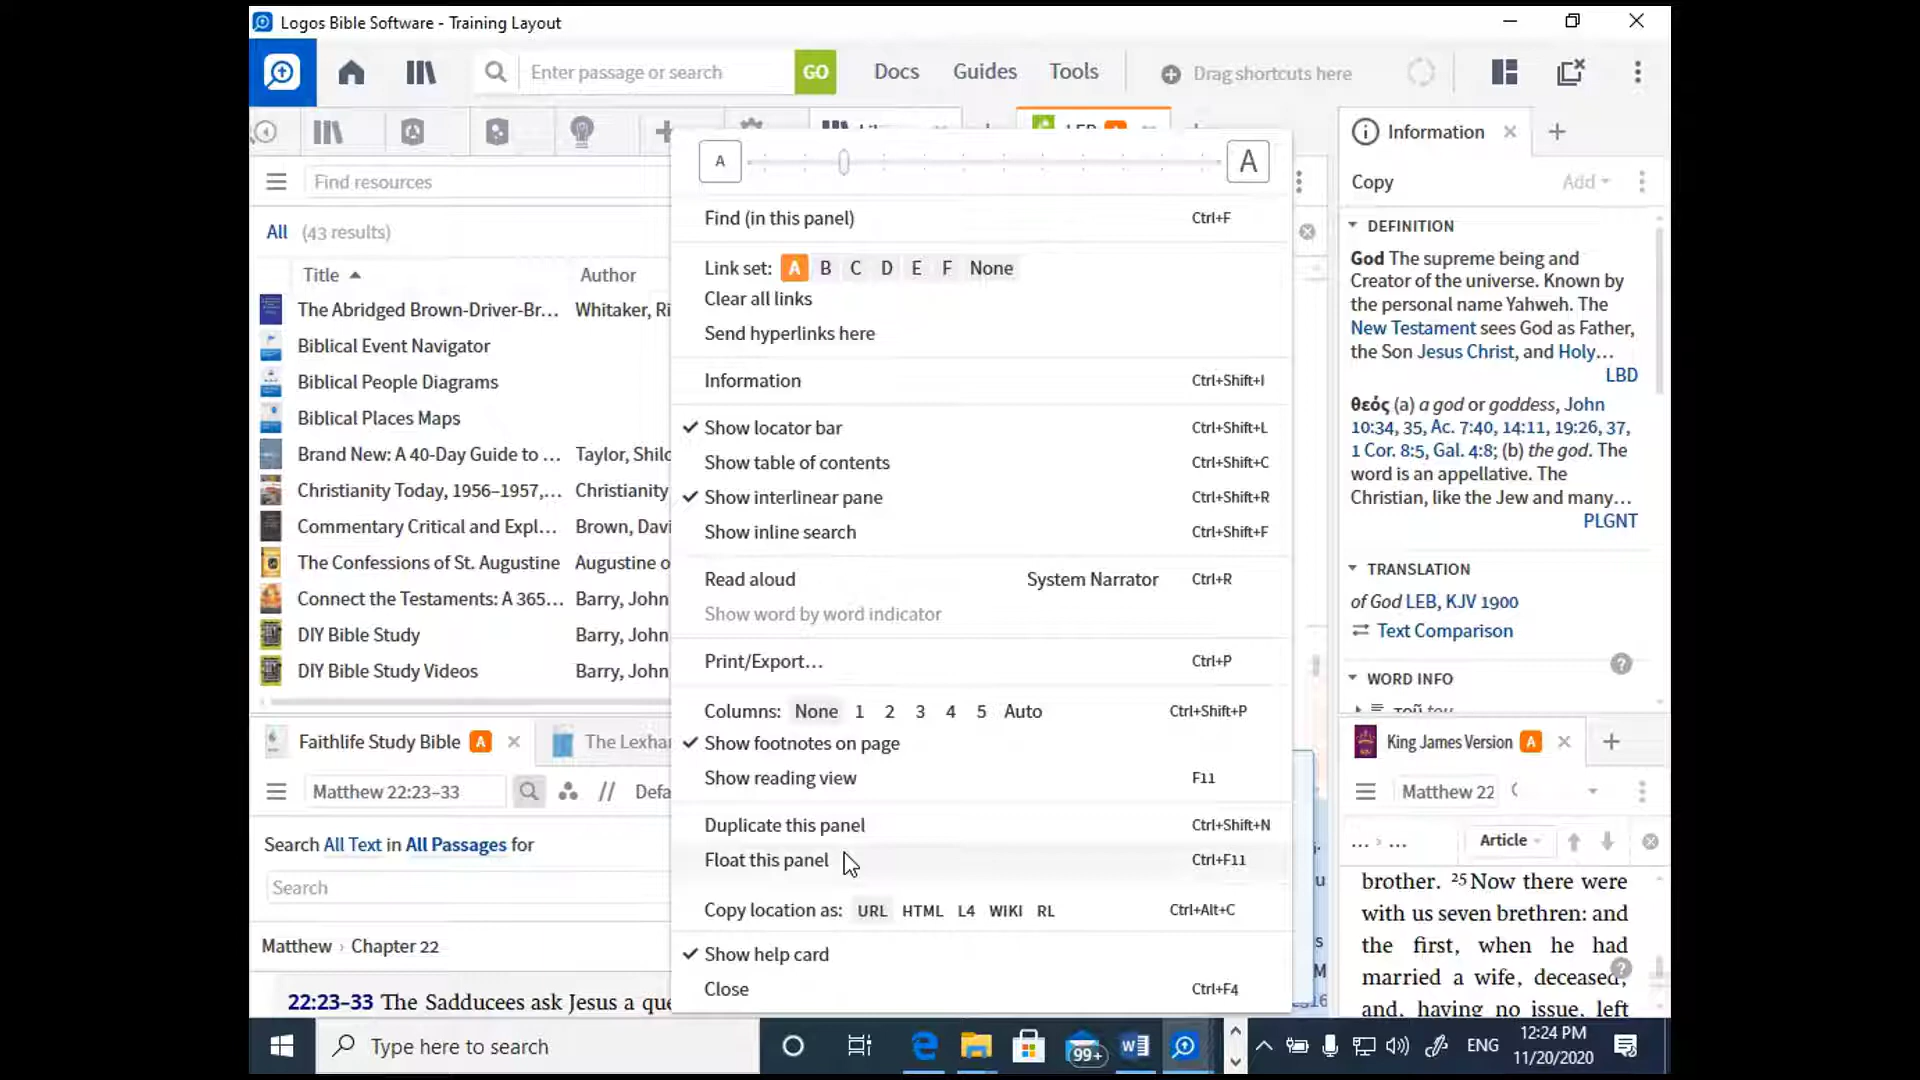 Logos Bible Software - Training Layout
Enter passage or search
GO
Docs
Guides
Tools
Drag shortcuts here
LEB
Information
Find resources
Copy
Add
All (43 results)
Title
Author
The Abridged Brown-Driver-Br... Whitaker, Ri
Biblical Event Navigator
Biblical People Diagrams
Biblical Places Maps
Brand New: A 40-Day Guide to ... Taylor, Shilo
Christianity Today, 1956–1957,... Christianity
Commentary Critical and Expl... Brown, Davi
The Confessions of St. Augustine Augustine o
Connect the Testaments: A 365... Barry, John
DIY Bible Study Barry, John
DIY Bible Study Videos Barry, John
A A
Find (in this panel) Ctrl+F
Link set: A B C D E F None
Clear all links
Send hyperlinks here
Information Ctrl+Shift+I
Show locator bar Ctrl+Shift+L
Show table of contents Ctrl+Shift+C
Show interlinear pane Ctrl+Shift+R
Show inline search Ctrl+Shift+F
Read aloud System Narrator Ctrl+R
Show word by word indicator
Print/Export... Ctrl+P
Columns: None 1 2 3 4 5 Auto Ctrl+Shift+P
Show footnotes on page
Show reading view F11
Duplicate this panel Ctrl+Shift+N
Float this panel Ctrl+F11
Copy location as: URL HTML L4 WIKI RL Ctrl+Alt+C
Show help card
Close Ctrl+F4
DEFINITION
God The supreme being and
Creator of the universe. Known by
the personal name Yahweh. The
New Testament sees God as Father,
the Son Jesus Christ, and Holy...
LBD
θεός (a) a god or goddess, John
10:34, 35, Ac. 7:40, 14:11, 19:26, 37,
1 Cor. 8:5, Gal. 4:8; (b) the god. The
word is an appellative. The
Christian, like the Jew and many...
PLGNT
TRANSLATION
of God LEB, KJV 1900
Text Comparison
WORD INFO
τοῦ tou
Faithlife Study Bible A
The Lexha
Matthew 22:23–33
// Defa
Search All Text in All Passages for
Search
Matthew › Chapter 22
22:23–33 The Sadducees ask Jesus a que
King James Version A
Matthew 22
... › ... Article
brother. 25 Now there were
with us seven brethren: and
the first, when he had
married a wife, deceased,
and, having no issue, left
Type here to search
99+
ENG
12:24 PM
11/20/2020